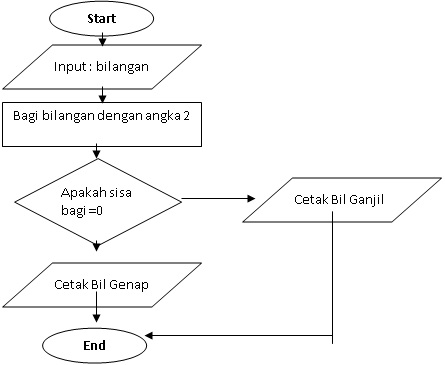 Start
Input : bilangan
Bagi bilangan dengan angka 2
Apakah sisa
bagi =0
Cetak Bil Ganjil
Cetak Bil Genap
End